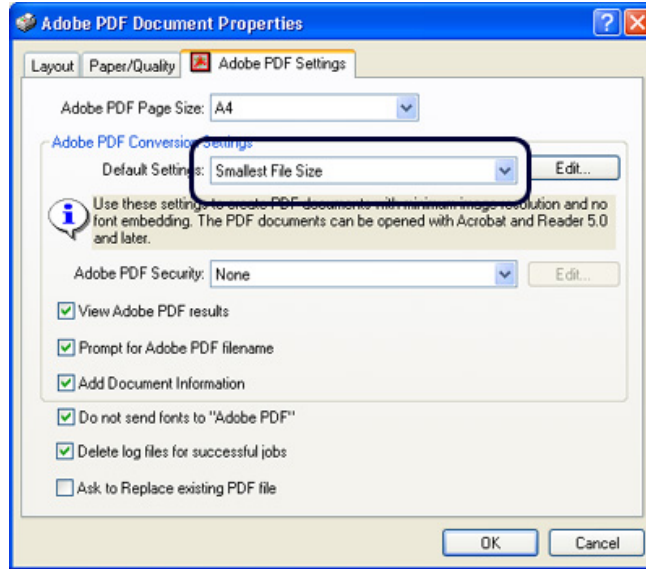 Adobe PDF Document Properties
Layout Paper/Quality Adobe PDF Settings
Adobe PDF Page Size: A4
Adobe PDF Conversion Settings
Default Settings: Smallest File Size Edit...
Use these settings to create PDF documents with minimum image resolution and no
font embedding. The PDF documents can be opened with Acrobat and Reader 5.0
and later.
Adobe PDF Security: None Edit...
View Adobe PDF results
Prompt for Adobe PDF filename
Add Document Information
Do not send fonts to "Adobe PDF"
Delete log files for successful jobs
Ask to Replace existing PDF file
OK Cancel